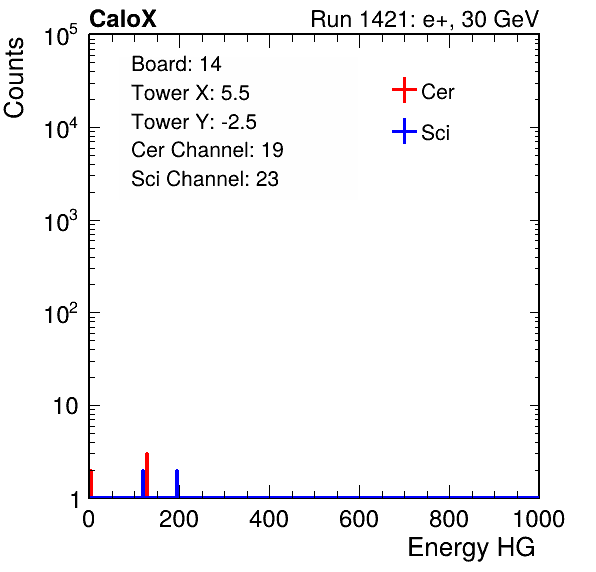 CaloX Run 1421: e+, 30 GeV
Counts
10^5
10^4
10^3
10^2
10
1
Board: 14
Tower X: 5.5
Tower Y: -2.5
Cer Channel: 19
Sci Channel: 23
Cer
Sci
0 200 400 600 800 1000
Energy HG